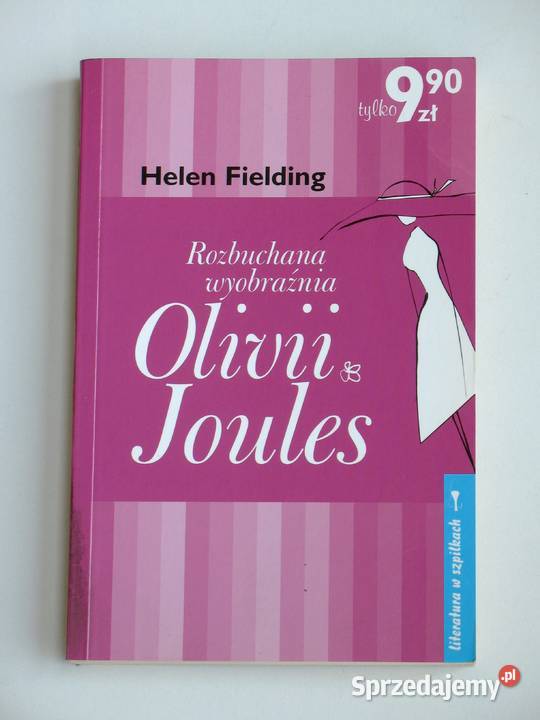 tylko 9 90 zł
Helen Fielding
Rozbuchana
wyobraźnia
Olivii
Joules
literatura w szpilkach
Sprzedajemy.pl